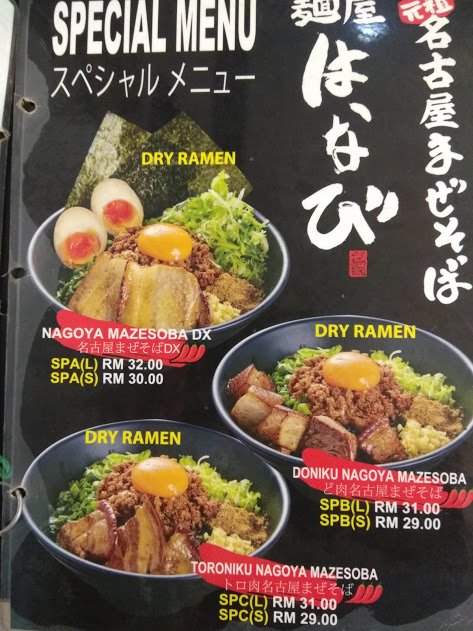 SPECIAL MENU
スペシャルメニュー
麺屋
はなび
元祖
名古屋まぜそば
DRY RAMEN
NAGOYA MAZESOBA DX
名古屋まぜそばDX
SPA(L) RM 32.00
SPA(S) RM 30.00
DRY RAMEN
DONIKU NAGOYA MAZESOBA
ど肉名古屋まぜそば
SPB(L) RM 31.00
SPB(S) RM 29.00
DRY RAMEN
TORONIKU NAGOYA MAZESOBA
トロ肉名古屋まぜそば
SPC(L) RM 31.00
SPC(S) RM 29.00